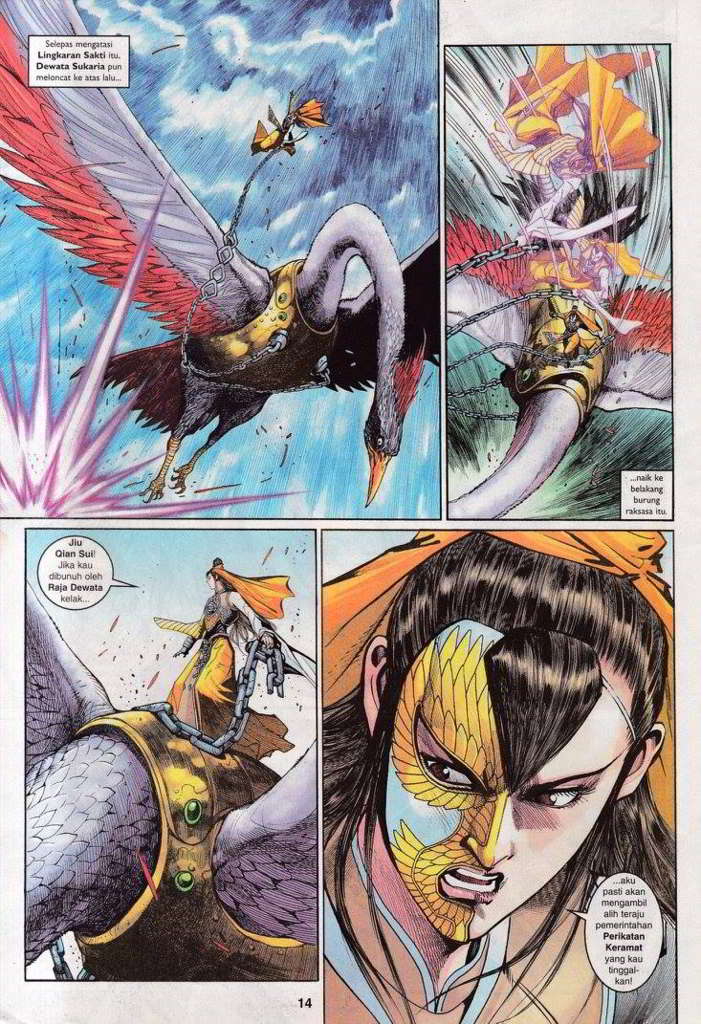 Selepas mengatasi
Lingkaran Sakti itu,
Dewata Sukaria pun
meloncat ke atas lalu...
...naik ke
belakang
burung
raksasa itu.
Jiu
Qian Sui!
Jika kau
dibunuh oleh
Raja Dewata
kelak...
...aku
pasti akan
mengambil
alih teraju
pemerintahan
Perikatan
Keramat
yang kau
tinggal-
kan!
14